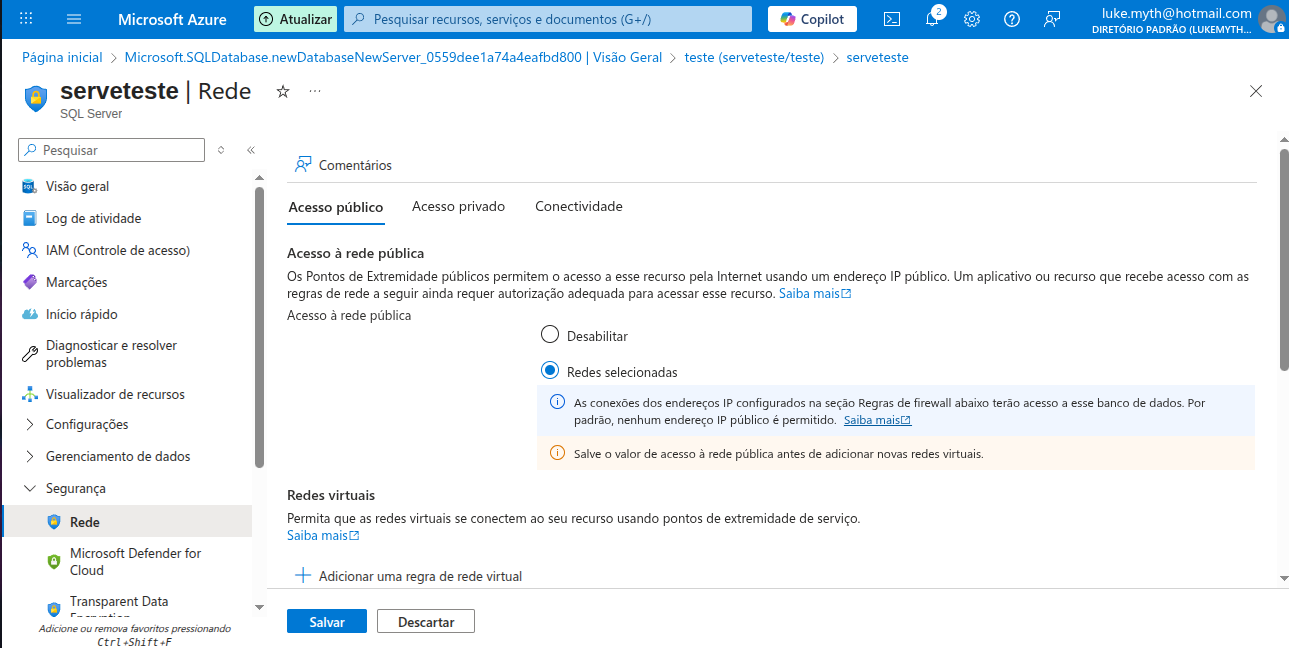 Microsoft Azure
Atualizar
Pesquisar recursos, serviços e documentos (G+/)
Copilot
2
luke.myth@hotmail.com
DIRETÓRIO PADRÃO (LUKEMYTH...
Página inicial > Microsoft.SQLDatabase.newDatabaseNewServer_0559dee1a74a4eafbd800 | Visão Geral > teste (serveteste/teste) > serveteste
serveteste | Rede
SQL Server
Pesquisar
Visão geral
Log de atividade
IAM (Controle de acesso)
Marcações
Início rápido
Diagnosticar e resolver
problemas
Visualizador de recursos
Configurações
Gerenciamento de dados
Segurança
Rede
Microsoft Defender for
Cloud
Transparent Data
Encryption
Adicione ou remova favoritos pressionando
Ctrl+Shift+F
Comentários
Acesso público
Acesso privado
Conectividade
Acesso à rede pública
Os Pontos de Extremidade públicos permitem o acesso a esse recurso pela Internet usando um endereço IP público. Um aplicativo ou recurso que recebe acesso com as
regras de rede a seguir ainda requer autorização adequada para acessar esse recurso. Saiba mais
Acesso à rede pública
Desabilitar
Redes selecionadas
As conexões dos endereços IP configurados na seção Regras de firewall abaixo terão acesso a esse banco de dados. Por
padrão, nenhum endereço IP público é permitido. Saiba mais
Salve o valor de acesso à rede pública antes de adicionar novas redes virtuais.
Redes virtuais
Permita que as redes virtuais se conectem ao seu recurso usando pontos de extremidade de serviço.
Saiba mais
Adicionar uma regra de rede virtual
Salvar
Descartar